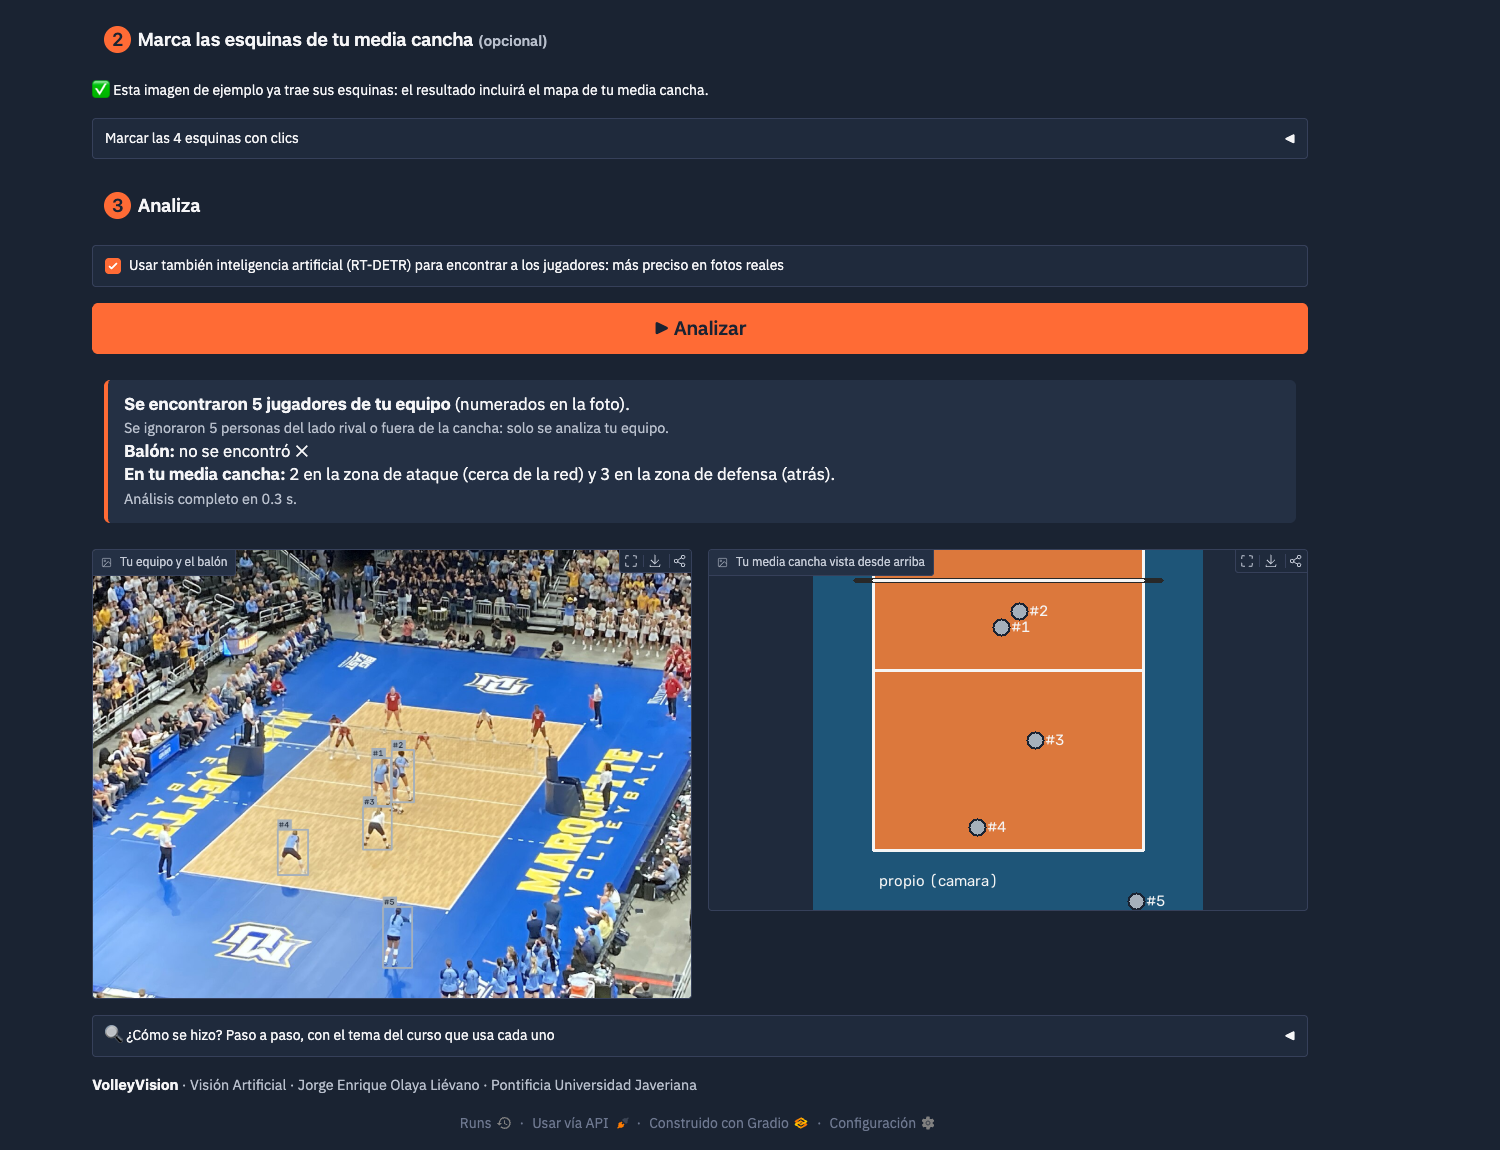 2 Marca las esquinas de tu media cancha (opcional)
✅ Esta imagen de ejemplo ya trae sus esquinas: el resultado incluirá el mapa de tu media cancha.
Marcar las 4 esquinas con clics ◀
3 Analiza
Usar también inteligencia artificial (RT-DETR) para encontrar a los jugadores: más preciso en fotos reales
▶ Analizar
Se encontraron 5 jugadores de tu equipo (numerados en la foto).
Se ignoraron 5 personas del lado rival o fuera de la cancha: solo se analiza tu equipo.
Balón: no se encontró ✕
En tu media cancha: 2 en la zona de ataque (cerca de la red) y 3 en la zona de defensa (atrás).
Análisis completo en 0.3 s.
Tu equipo y el balón
#1
#2
#3
#4
#5
MARQUETTE
VOLLEYBALL
Tu media cancha vista desde arriba
#2
#1
#3
#4
propio (camara)
#5
🔍 ¿Cómo se hizo? Paso a paso, con el tema del curso que usa cada uno ◀
VolleyVision · Visión Artificial · Jorge Enrique Olaya Liévano · Pontificia Universidad Javeriana
Runs · Usar vía API · Construido con Gradio · Configuración